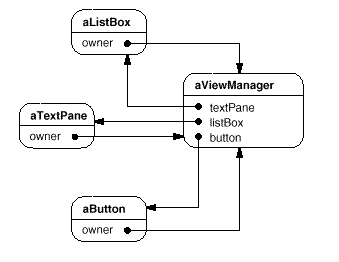 aListBox
owner
aViewManager
textPane
listBox
button
aTextPane
owner
aButton
owner